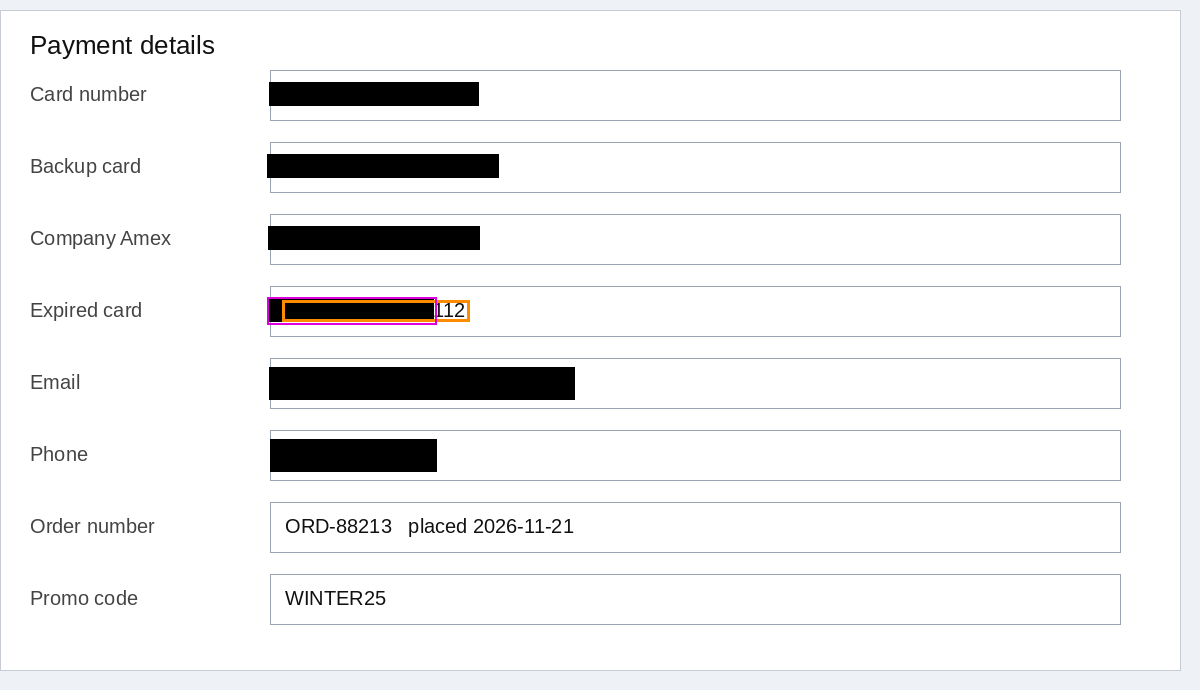 Payment details
Card number
Backup card
Company Amex
Expired card 112
Email
Phone
Order number ORD-88213 placed 2026-11-21
Promo code WINTER25